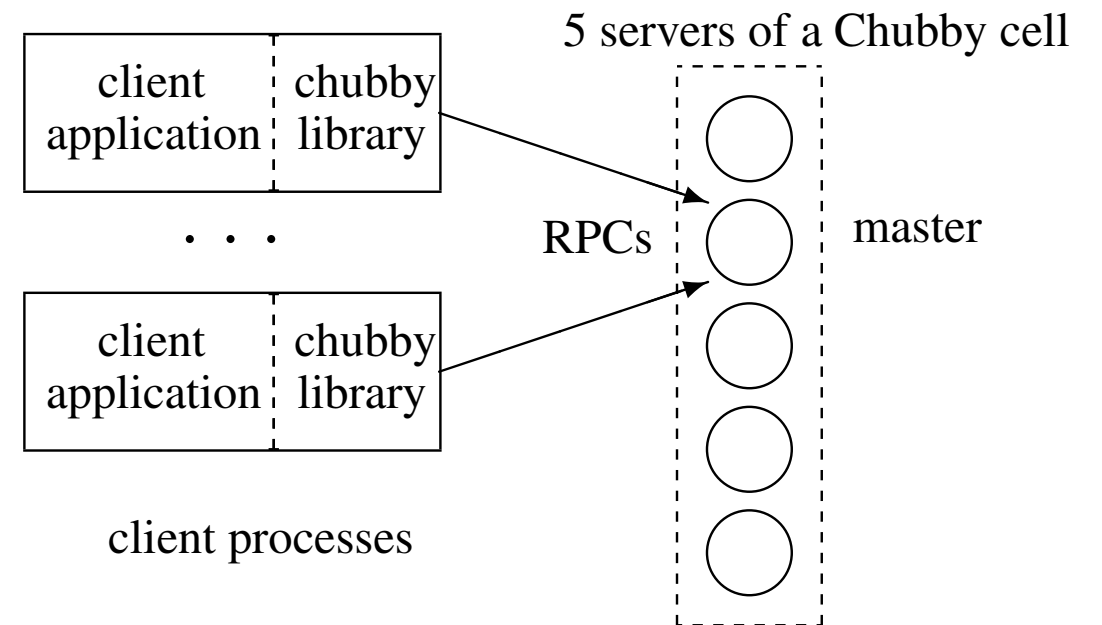 5 servers of a Chubby cell
client
application
chubby
library
. . .
RPCs
master
client
application
chubby
library
client processes